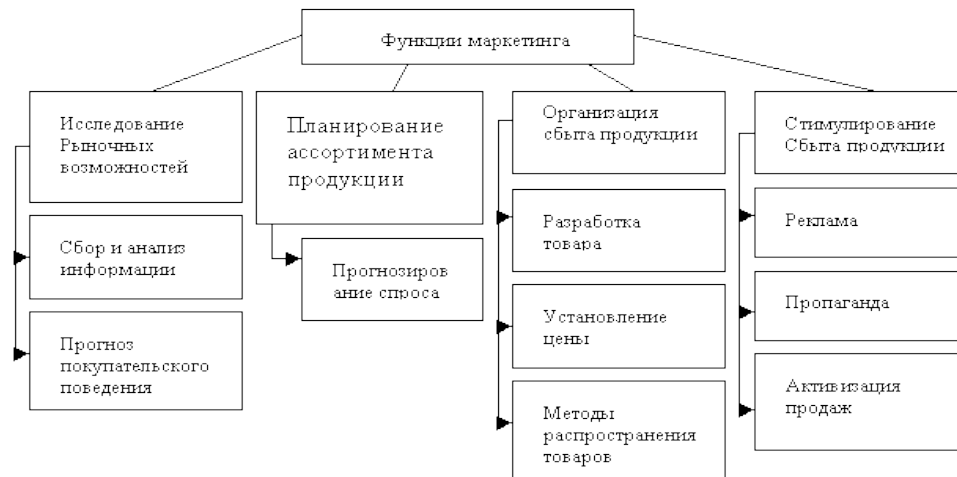 Функции маркетинга
Исследование
Рыночных
возможностей
Сбор и анализ
информации
Прогноз
покупательского
поведения
Планирование
ассортимента
продукции
Прогнозиров
ание спроса
Организация
сбыта продукции
Разработка
товара
Установление
цены
Методы
распространения
товаров
Стимулирование
Сбыта продукции
Реклама
Пропаганда
Активизация
продаж